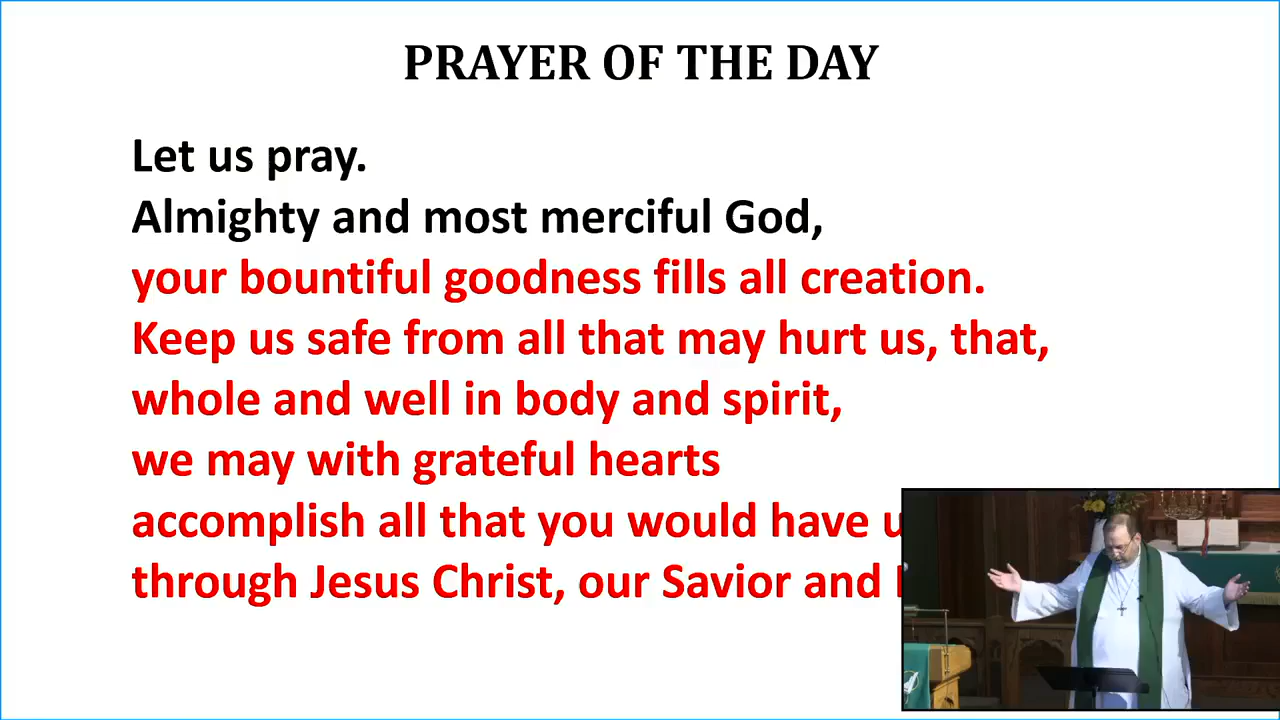 PRAYER OF THE DAY
Let us pray.
Almighty and most merciful God,
your bountiful goodness fills all creation.
Keep us safe from all that may hurt us, that,
whole and well in body and spirit,
we may with grateful hearts
accomplish all that you would have
through Jesus Christ, our Savior and